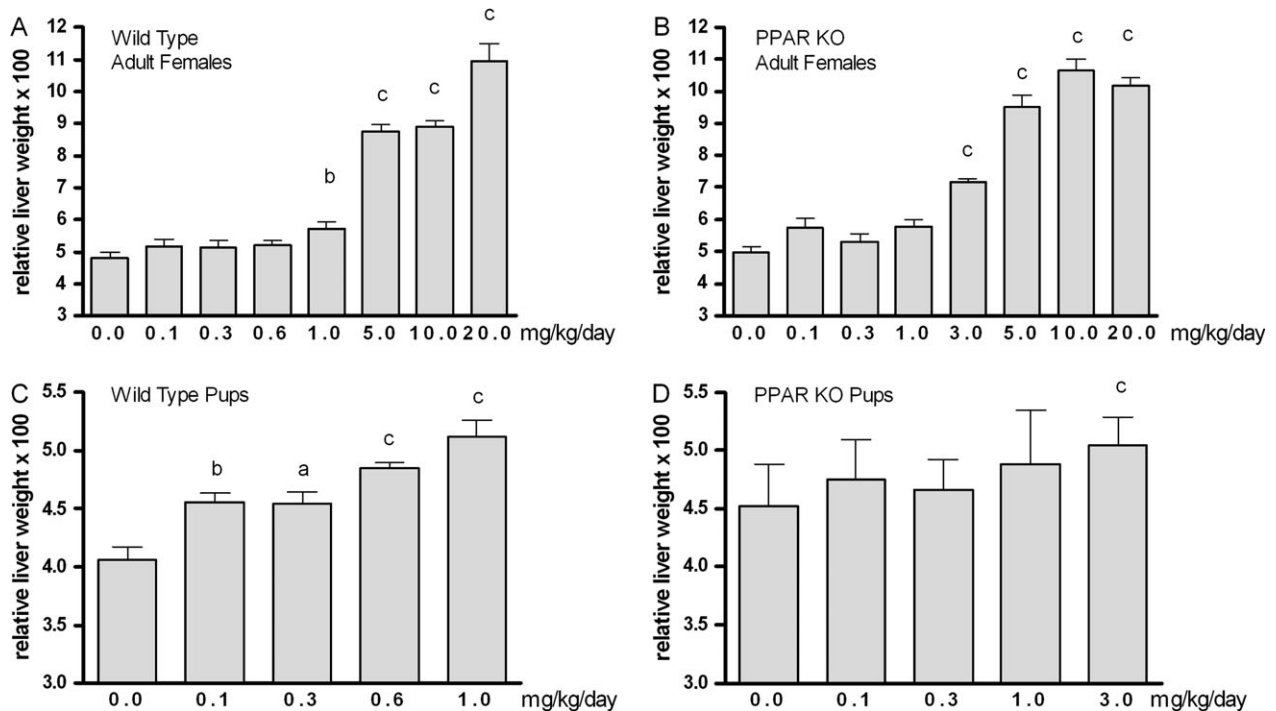 A
Wild Type
Adult Females
relative liver weight x 100
12
11
10
9
8
7
6
5
4
3
b
c
c
c
0.0 0.1 0.3 0.6 1.0 5.0 10.0 20.0 mg/kg/day
B
PPAR KO
Adult Females
relative liver weight x 100
12
11
10
9
8
7
6
5
4
3
c
c
c
c
0.0 0.1 0.3 1.0 3.0 5.0 10.0 20.0 mg/kg/day
C
Wild Type Pups
relative liver weight x 100
5.5
5.0
4.5
4.0
3.5
3.0
b
a
c
c
0.0 0.1 0.3 0.6 1.0 mg/kg/day
D
PPAR KO Pups
relative liver weight x 100
5.5
5.0
4.5
4.0
3.5
3.0
c
0.0 0.1 0.3 1.0 3.0 mg/kg/day